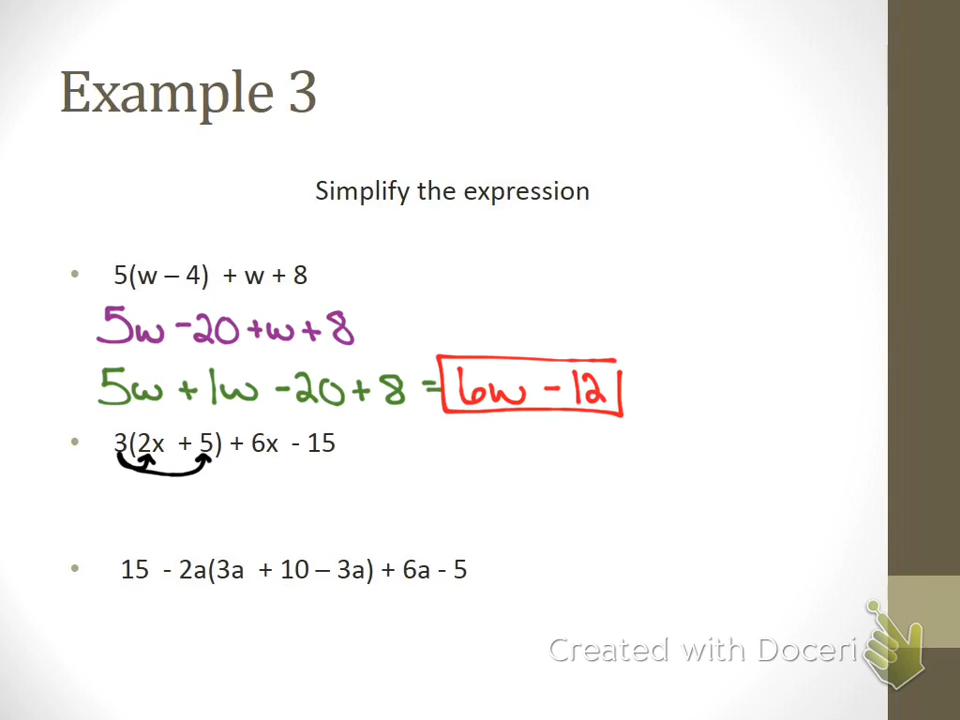 Example 3
Simplify the expression
• 5(w – 4) + w + 8
5w -20 +w + 8
5w + 1w - 20 + 8 = 6w - 12
• 3(2x + 5) + 6x - 15
• 15 - 2a(3a + 10 – 3a) + 6a - 5
Created with Doceri